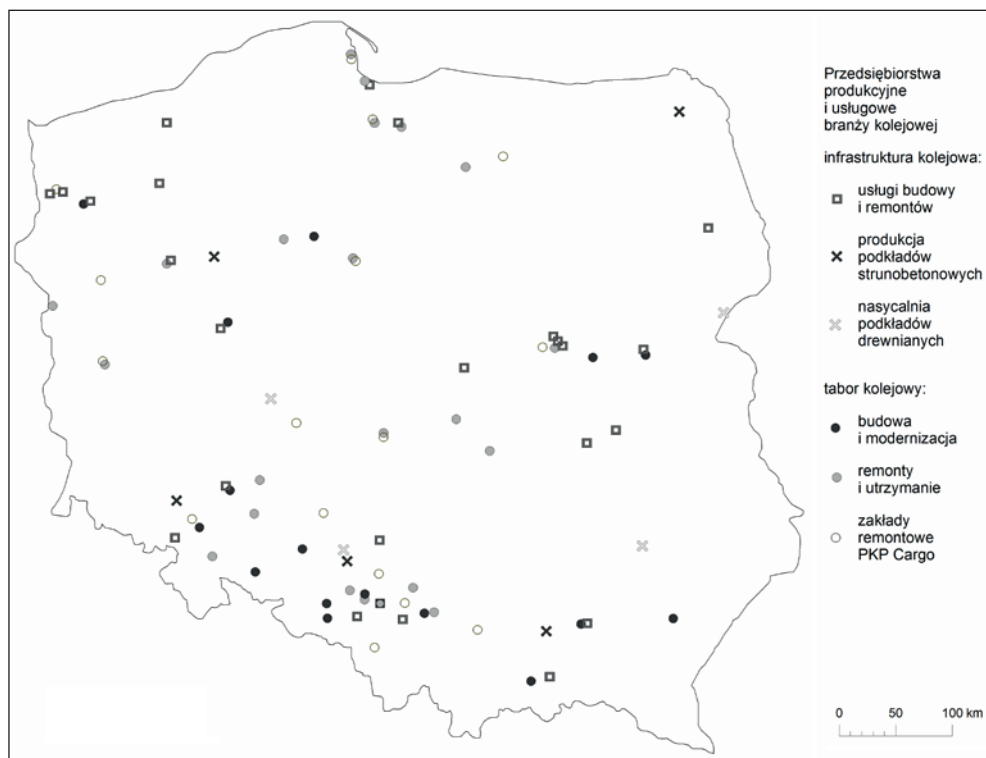 Przedsiębiorstwa
produkcyjne
i usługowe
branży kolejowej
infrastruktura kolejowa:
usługi budowy
i remontów
produkcja
podkładów
strunobetonowych
nasycalnia
podkładów
drewnianych
tabor kolejowy:
budowa
i modernizacja
remonty
i utrzymanie
zakłady
remontowe
PKP Cargo
0 50 100 km